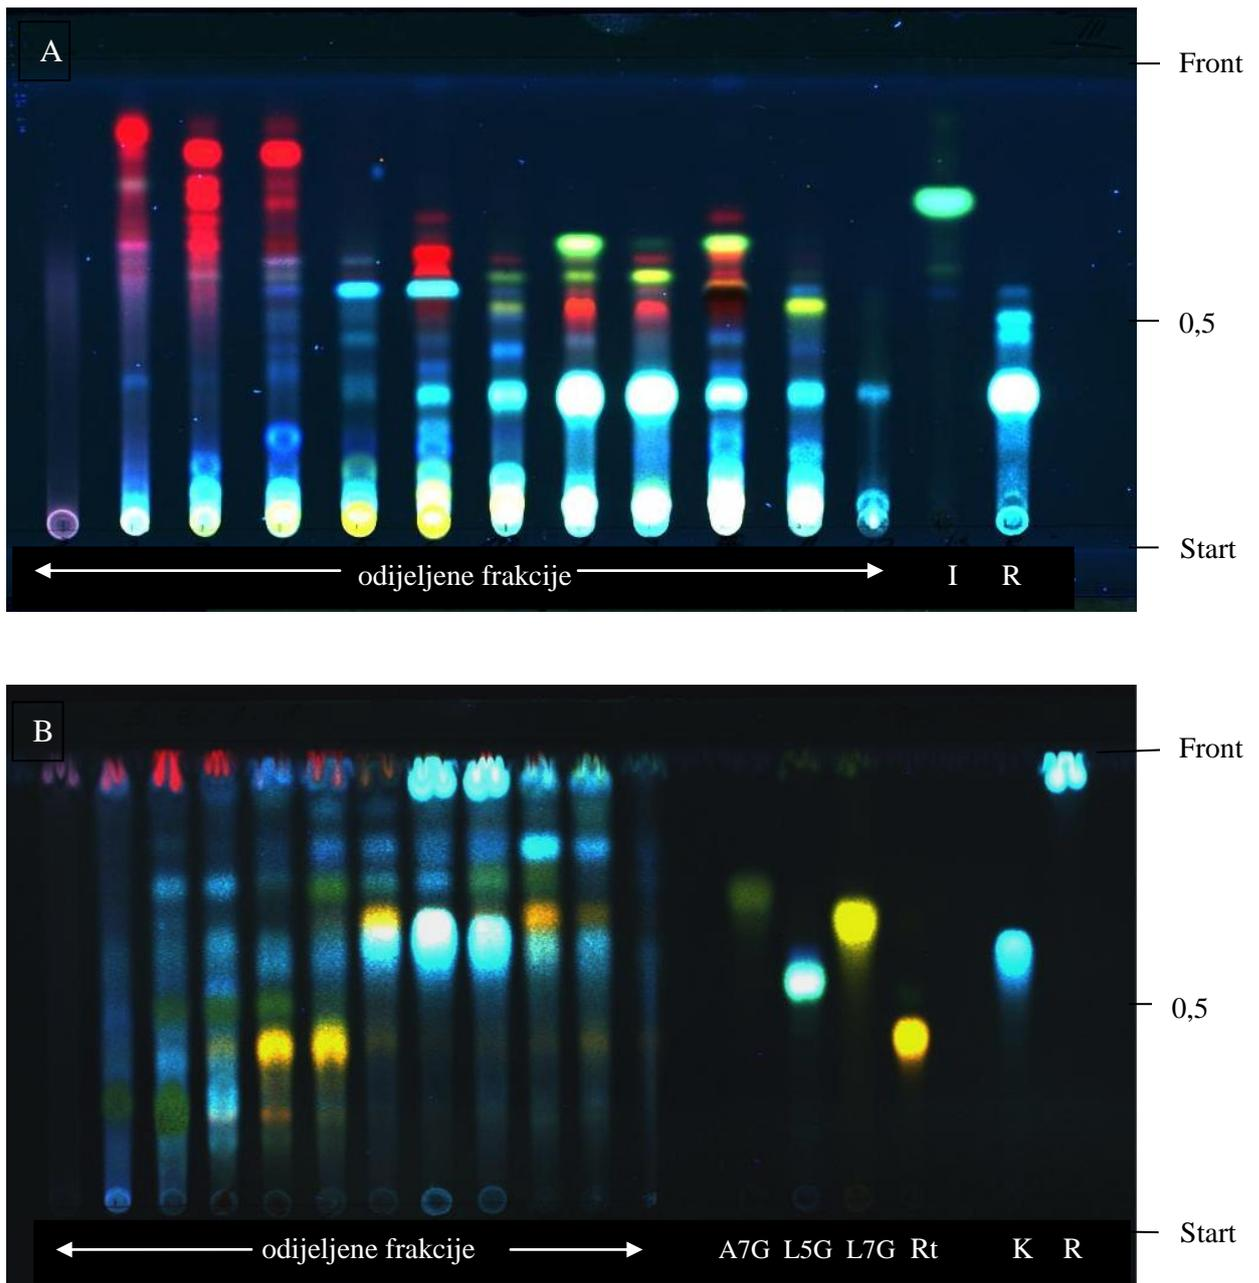 A
Front
0,5
Start
odijeljene frakcije I R
B
Front
0,5
Start
odijeljene frakcije A7G L5G L7G Rt K R